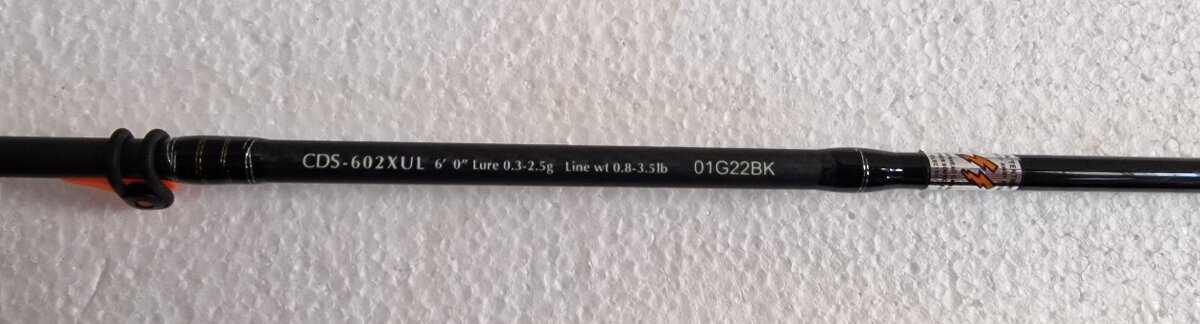 CDS-602XUL 6' 0" Lure 0.3-2.5g Line wt 0.8-3.5lb 01G22BK